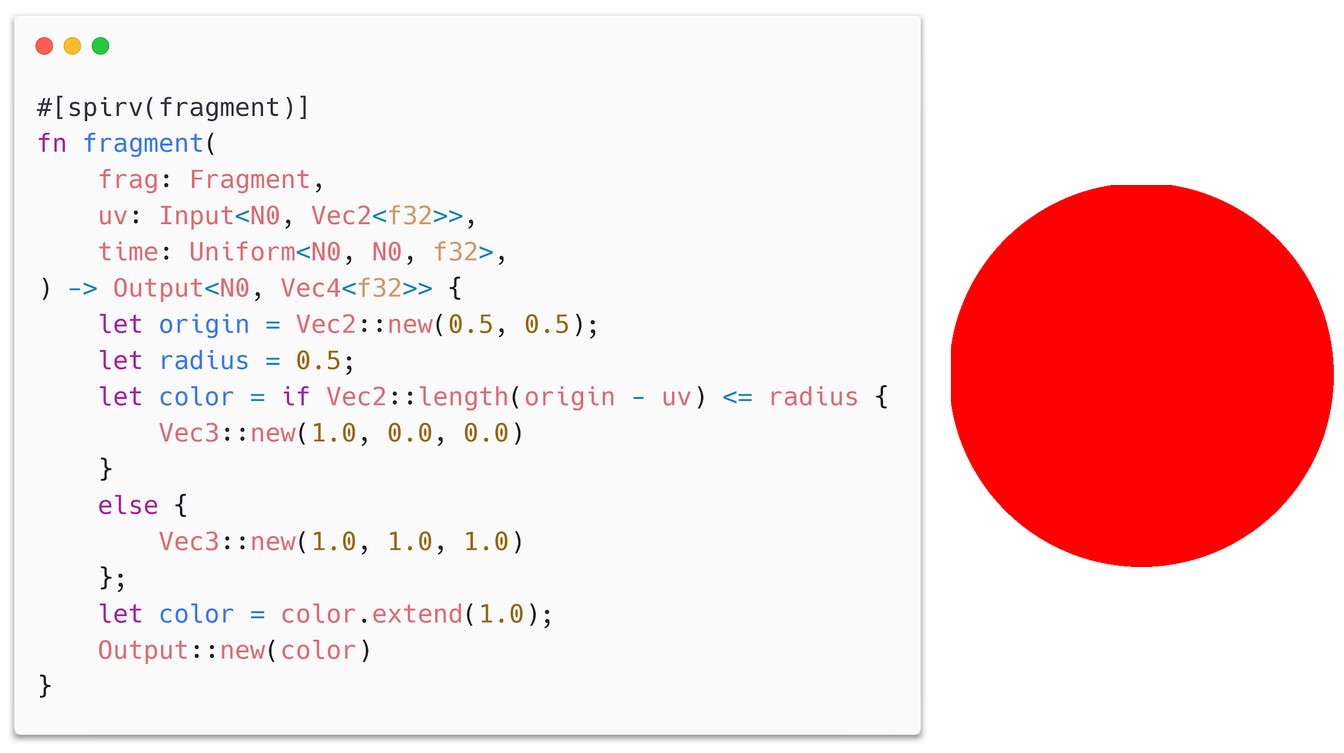 #[spirv(fragment)]
fn fragment(
    frag: Fragment,
    uv: Input<N0, Vec2<f32>>,
    time: Uniform<N0, N0, f32>,
) -> Output<N0, Vec4<f32>> {
    let origin = Vec2::new(0.5, 0.5);
    let radius = 0.5;
    let color = if Vec2::length(origin - uv) <= radius {
        Vec3::new(1.0, 0.0, 0.0)
    }
    else {
        Vec3::new(1.0, 1.0, 1.0)
    };
    let color = color.extend(1.0);
    Output::new(color)
}